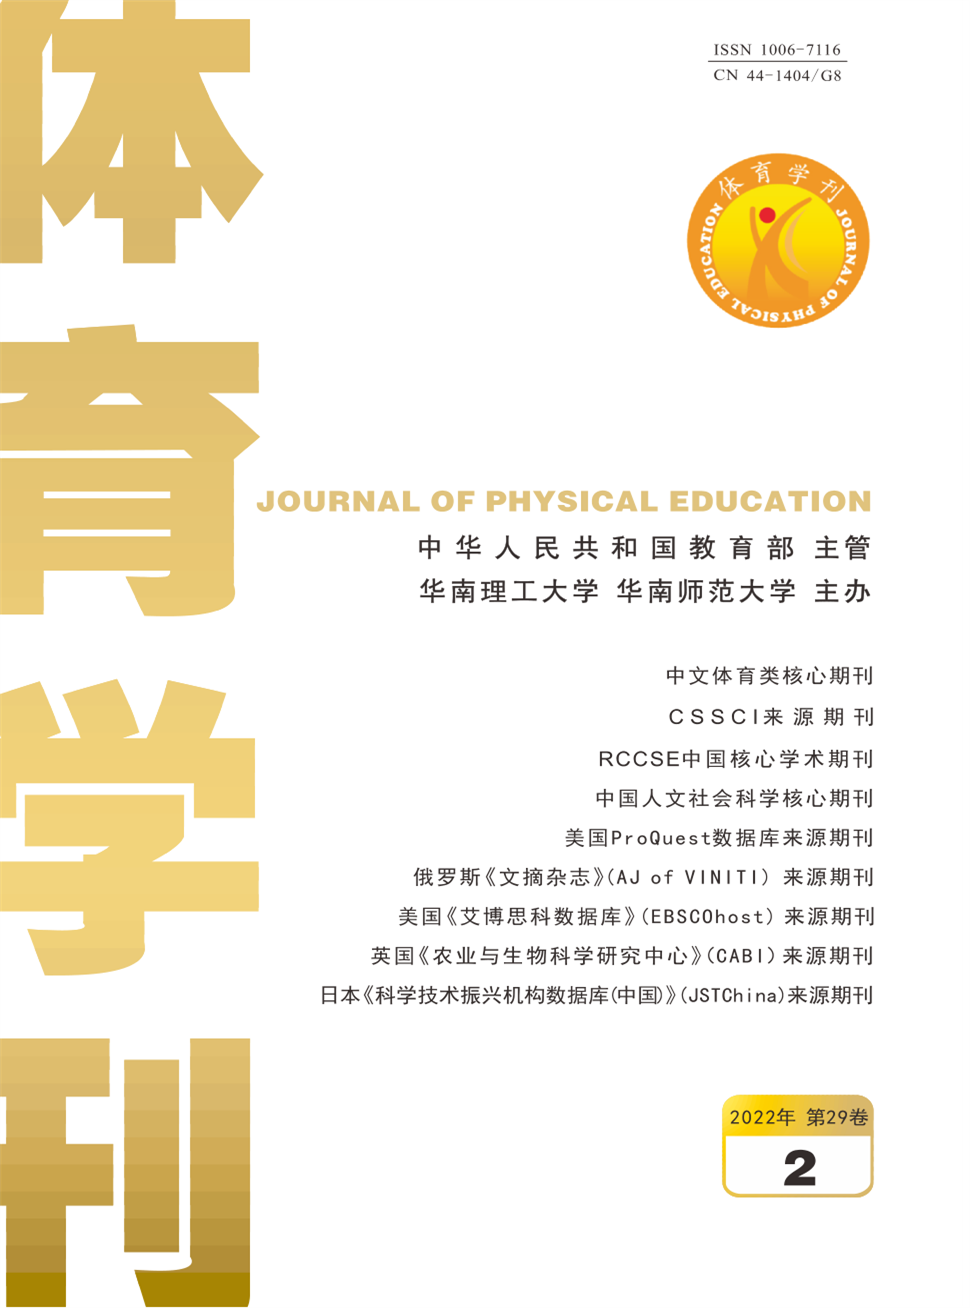 体育学刊
ISSN 1006-7116
CN 44-1404/G8
体育学刊
JOURNAL OF PHYSICAL EDUCATION
JOURNAL OF PHYSICAL EDUCATION
中华人民共和国教育部 主管
华南理工大学 华南师范大学 主办
中文体育类核心期刊
CSSCI来源期刊
RCCSE中国核心学术期刊
中国人文社会科学核心期刊
美国ProQuest数据库来源期刊
俄罗斯《文摘杂志》(AJ of VINITI) 来源期刊
美国《艾博思科数据库》(EBSCOhost) 来源期刊
英国《农业与生物科学研究中心》(CABI) 来源期刊
日本《科学技术振兴机构数据库(中国)》(JSTChina)来源期刊
2022年 第29卷
2